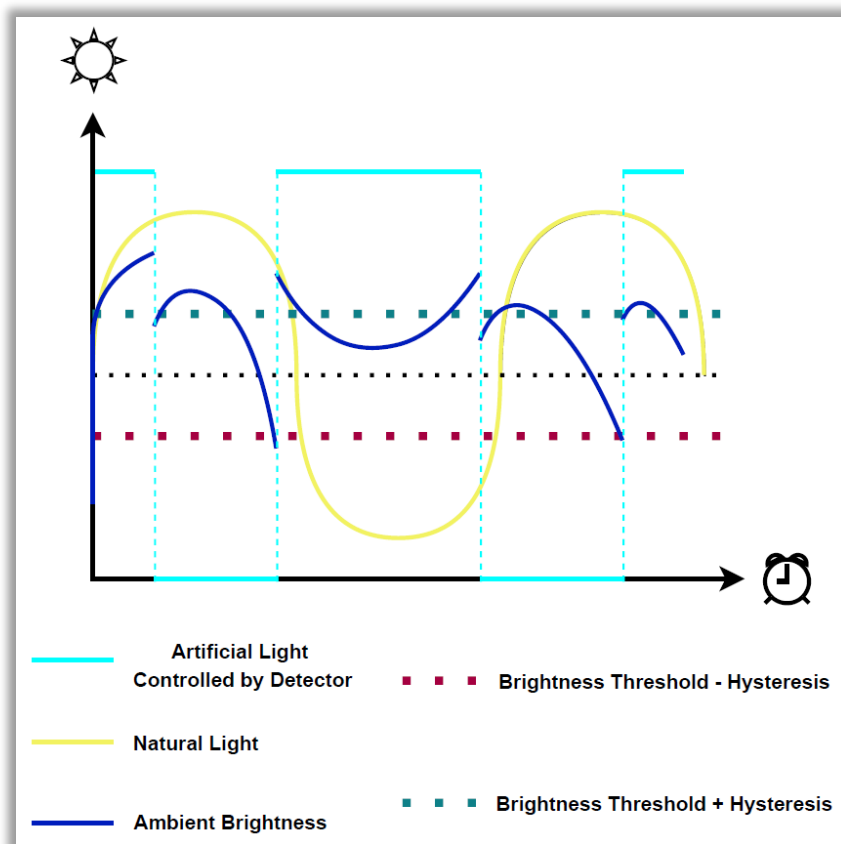 Artificial Light
Controlled by Detector
Brightness Threshold - Hysteresis
Natural Light
Brightness Threshold + Hysteresis
Ambient Brightness